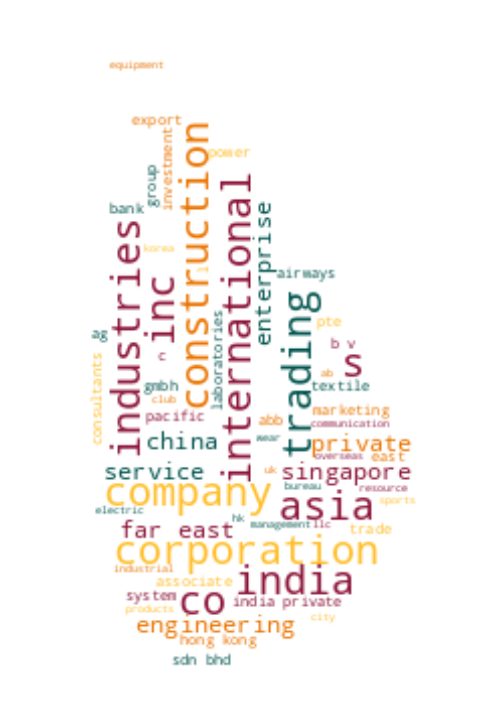 equipment
export
power
construction
investment
group
bank
international
enterprise
industries
korea
l
airways
inc
trading
laboratories
pte
ag
b v
c
s
consultants
ab
gmbh
textile
club
marketing
pacific
abb
communication
china
wear
private
overseas
east
service
uk
singapore
company
bureau
resource
asia
sports
electric
hk
management
llc
far east
trade
corporation
industrial
associate
india
system
co
india private
products
city
engineering
hong kong
sdn bhd